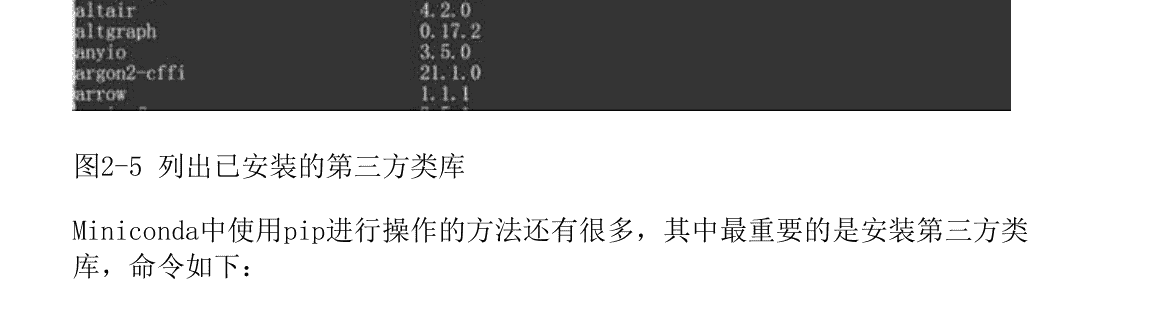 altair 4.2.0
altgraph 0.17.2
anyio 3.5.0
argon2-cffi 21.1.0
arrow 1.1.1
图2-5 列出已安装的第三方类库
Miniconda中使用pip进行操作的方法还有很多，其中最重要的是安装第三方类
库，命令如下：